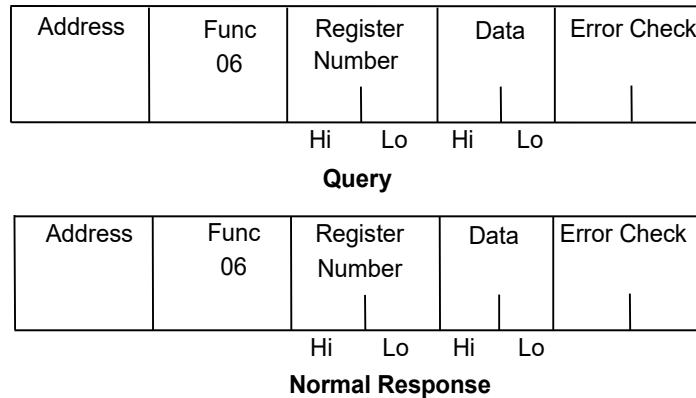 Address Func Register Data Error Check
06 Number
Hi Lo Hi Lo
Query
Address Func Register Data Error Check
06 Number
Hi Lo Hi Lo
Normal Response